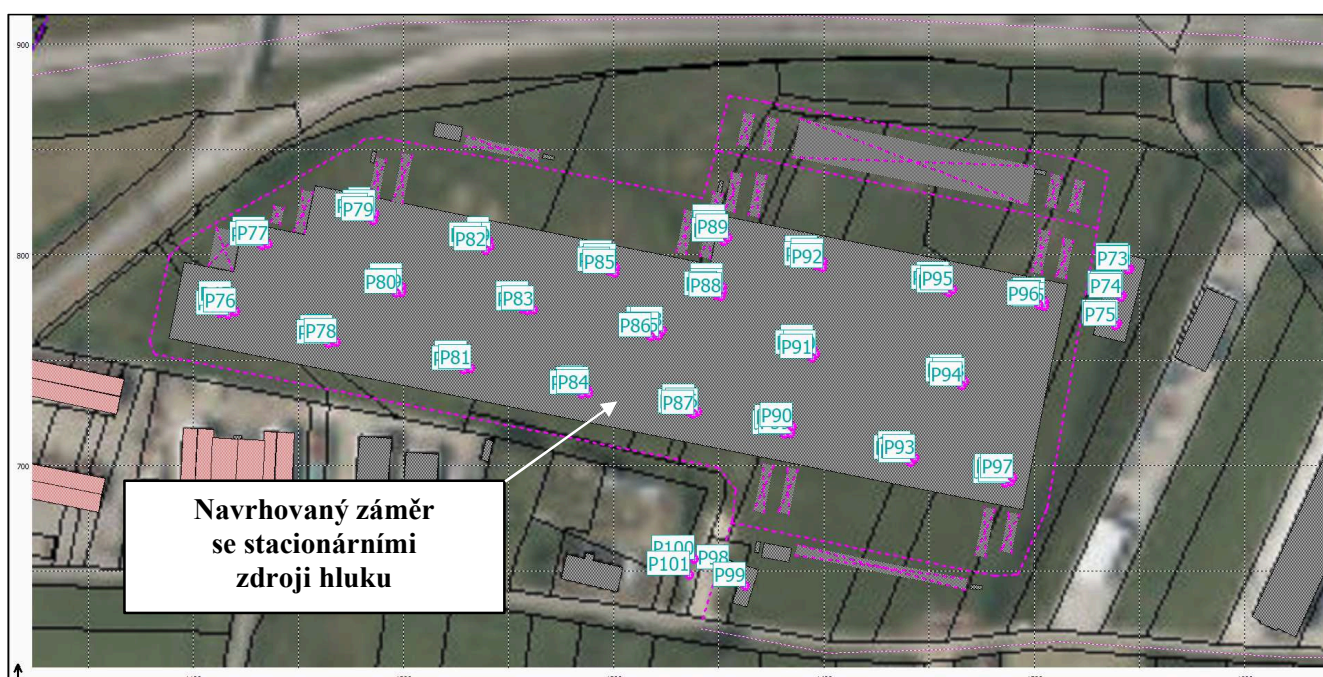 900
P79
P77
P82
P89
P92
P85
P73
P80
P88
P95
P74
P76
P83
P96
P75
800
P78
P86
P91
P81
P84
P94
P87
P90
P93
P97
700
Navrhovaný záměr
se stacionárními
zdroji hluku
P100
P101
P98
P99